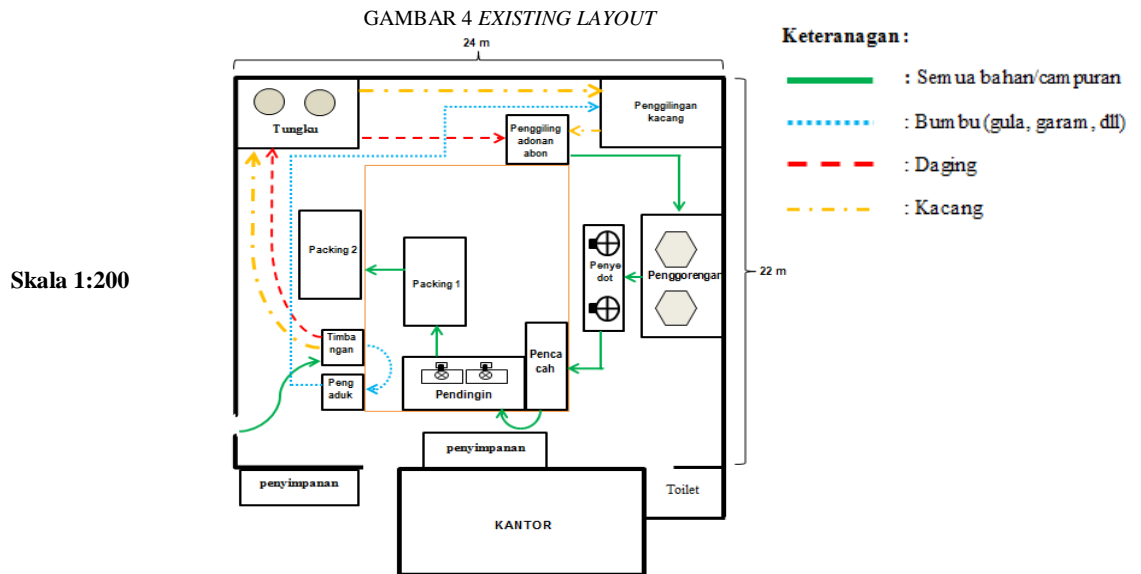 GAMBAR 4 EXISTING LAYOUT
24 m
Keteranagan :
: Semua bahan/campuran
: Bumbu (gula, garam, dll)
: Daging
: Kacang
Tungku
Penggiling
adonan
abon
Penggilingan
kacang
Packing 2
Packing 1
Penye
dot
Penggorengan
22 m
Skala 1:200
Timba
ngan
Peng
aduk
Penca
cah
Pendingin
penyimpanan
penyimpanan
Toilet
KANTOR